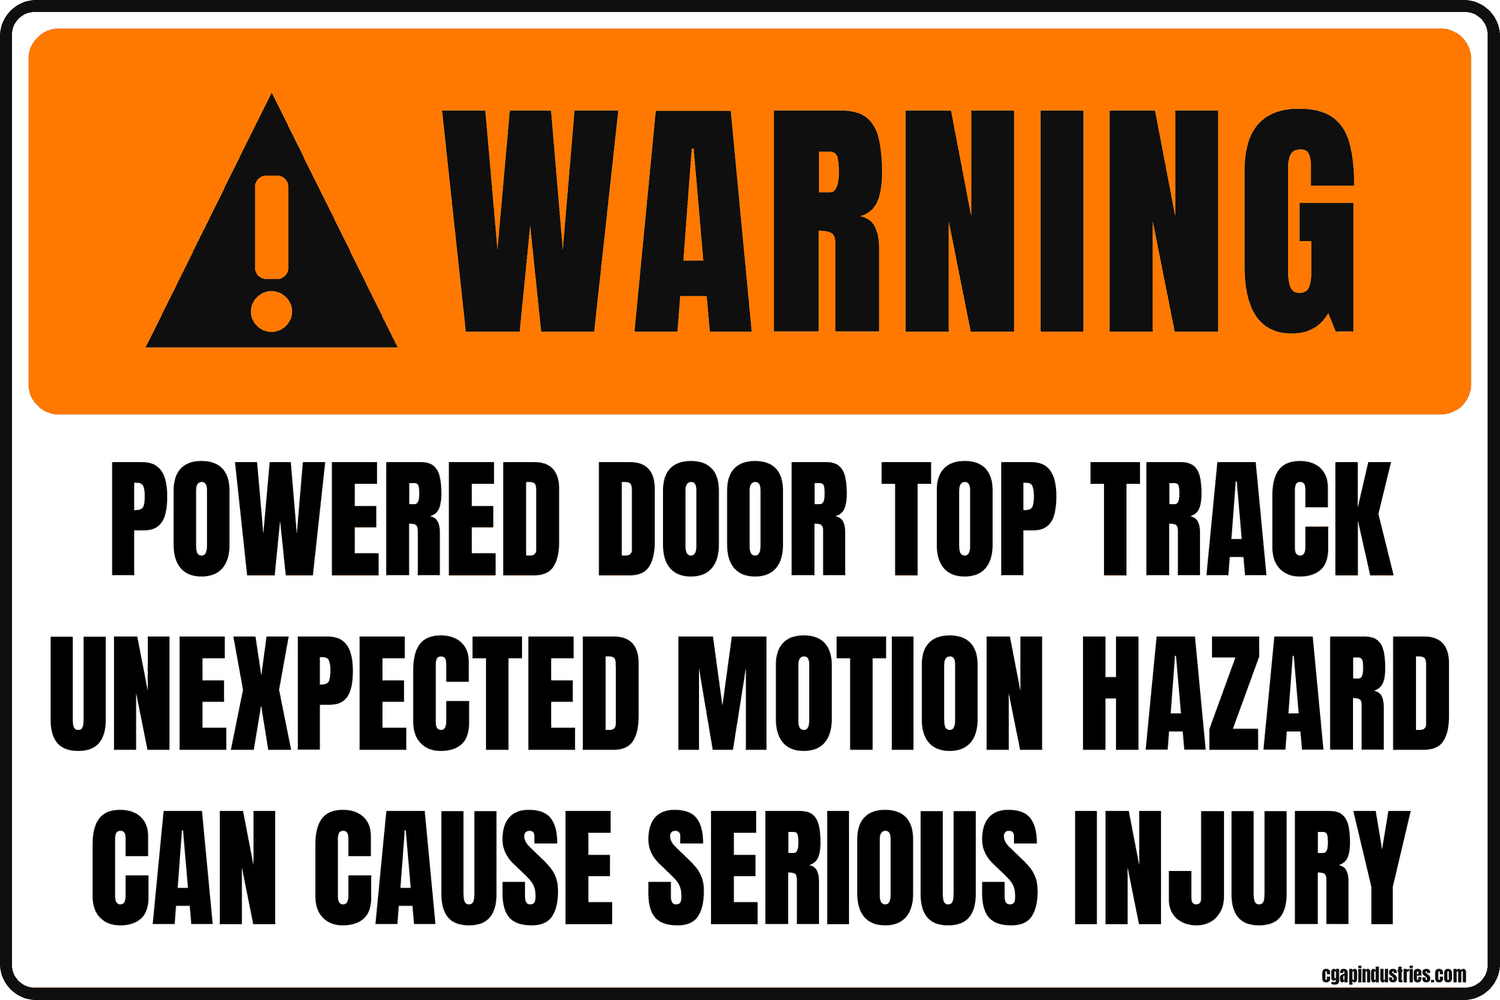 WARNING
POWERED DOOR TOP TRACK
UNEXPECTED MOTION HAZARD
CAN CAUSE SERIOUS INJURY
cgapindustries.com